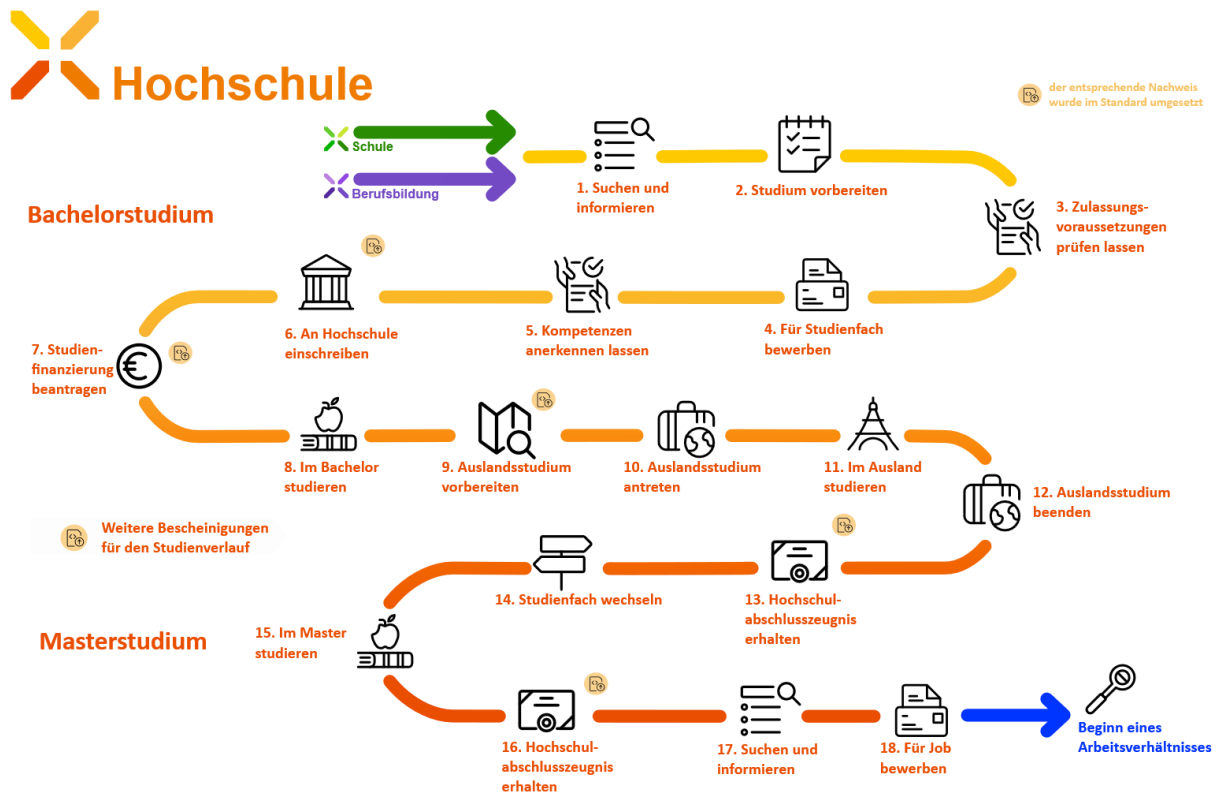 Hochschule
der entsprechende Nachweis
wurde im Standard umgesetzt
Schule
Berufsbildung
1. Suchen und
informieren
2. Studium vorbereiten
3. Zulassungs-
voraussetzungen
prüfen lassen
Bachelorstudium
6. An Hochschule
einschreiben
5. Kompetenzen
anerkennen lassen
4. Für Studienfach
bewerben
7. Studien-
finanzierung
beantragen
8. Im Bachelor
studieren
9. Auslandsstudium
vorbereiten
10. Auslandsstudium
antreten
11. Im Ausland
studieren
12. Auslandsstudium
beenden
Weitere Bescheinigungen
für den Studienverlauf
14. Studienfach wechseln
13. Hochschul-
abschlusszeugnis
erhalten
15. Im Master
studieren
Masterstudium
16. Hochschul-
abschlusszeugnis
erhalten
17. Suchen und
informieren
18. Für Job
bewerben
Beginn eines
Arbeitsverhältnisses